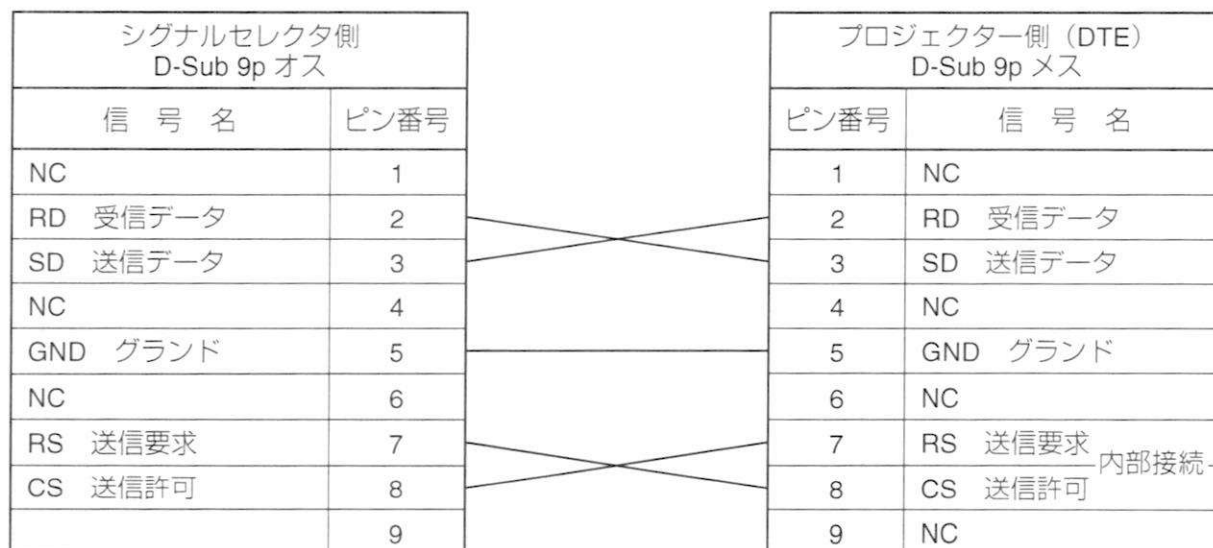 シグナルセレクタ側
D-Sub 9p オス
信 号 名 ピン番号
NC 1
RD 受信データ 2
SD 送信データ 3
NC 4
GND グランド 5
NC 6
RS 送信要求 7
CS 送信許可 8
9
プロジェクター側（DTE）
D-Sub 9p メス
ピン番号 信 号 名
1 NC
2 RD 受信データ
3 SD 送信データ
4 NC
5 GND グランド
6 NC
7 RS 送信要求
内部接続
8 CS 送信許可
9 NC